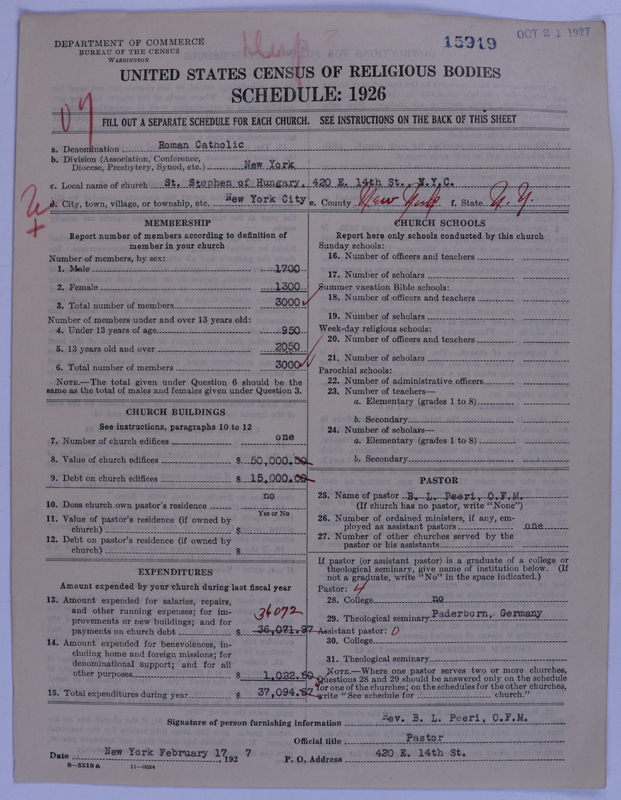 DEPARTMENT OF COMMERCE
BUREAU OF THE CENSUS
WASHINGTON
15919
OCT 21 1927
UNITED STATES CENSUS OF RELIGIOUS BODIES
SCHEDULE: 1926
FILL OUT A SEPARATE SCHEDULE FOR EACH CHURCH. SEE INSTRUCTIONS ON THE BACK OF THIS SHEET
a. Denomination Roman Catholic
b. Division (Association, Conference,
Diocese, Presbytery, Synod, etc.) New York
c. Local name of church St. Stephen of Hungary, 420 E. 14th St., N.Y.C.
d. City, town, village, or township, etc. New York City e. County New York f. State N. Y.
MEMBERSHIP
Report number of members according to definition of
member in your church
Number of members, by sex:
1. Male 1700
2. Female 1300
3. Total number of members 3000
Number of members under and over 13 years old:
4. Under 13 years of age 950
5. 13 years old and over 2050
6. Total number of members 3000
NOTE.—The total given under Question 6 should be the
same as the total of males and females given under Question 3.
CHURCH BUILDINGS
See instructions, paragraphs 10 to 12
7. Number of church edifices one
8. Value of church edifices $ 50,000.00
9. Debt on church edifices $ 15,000.00
10. Does church own pastor's residence no
Yes or No
11. Value of pastor's residence (if owned by
church) $
12. Debt on pastor's residence (if owned by
church) $
EXPENDITURES
Amount expended by your church during last fiscal year
13. Amount expended for salaries, repairs,
and other running expenses; for im-
provements or new buildings; and for
payments on church debt $ 36,071.97
36072
14. Amount expended for benevolences, in-
cluding home and foreign missions; for
denominational support; and for all
other purposes $ 1,022.60
15. Total expenditures during year $ 37,094.57
CHURCH SCHOOLS
Report here only schools conducted by this church
Sunday schools:
16. Number of officers and teachers
17. Number of scholars
Summer vacation Bible schools:
18. Number of officers and teachers
19. Number of scholars
Week-day religious schools:
20. Number of officers and teachers
21. Number of scholars
Parochial schools:
22. Number of administrative officers
23. Number of teachers—
a. Elementary (grades 1 to 8)
b. Secondary
24. Number of scholars—
a. Elementary (grades 1 to 8)
b. Secondary
PASTOR
25. Name of pastor B. L. Peeri, O.F.M.
(If church has no pastor, write "None")
26. Number of ordained ministers, if any, em-
ployed as assistant pastors one
27. Number of other churches served by the
pastor or his assistants
If pastor (or assistant pastor) is a graduate of a college or
theological seminary, give name of institution below. (If
not a graduate, write "No" in the space indicated.)
Pastor: 4
28. College no
29. Theological seminary Paderborn, Germany
Assistant pastor: 0
30. College
31. Theological seminary
NOTE.—Where one pastor serves two or more churches,
Questions 28 and 29 should be answered only on the schedule
for one of the churches; on the schedules for the other churches,
write "See schedule for church."
Signature of person furnishing information Rev. B. L. Peeri, O.F.M.
Official title Pastor
Date New York February 17, 1927 P. O. Address 420 E. 14th St.
8—5518 a 11—9054